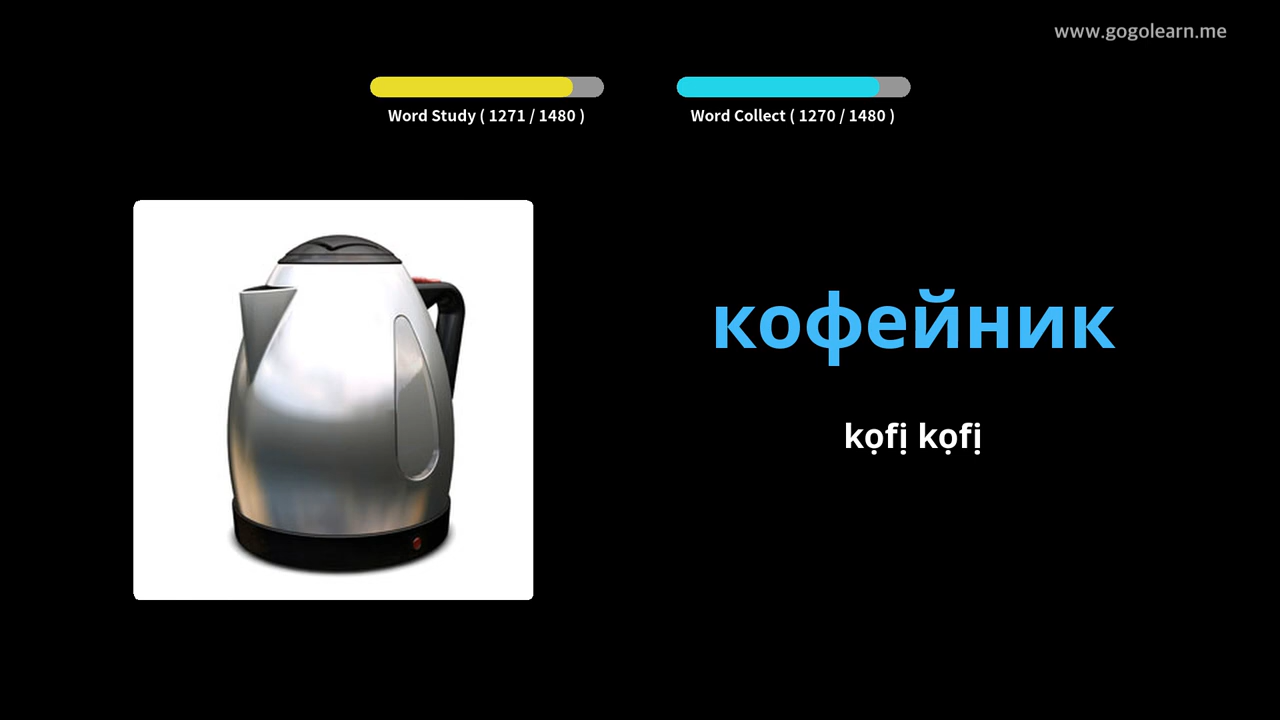 www.gogolearn.me
Word Study ( 1271 / 1480 )
Word Collect ( 1270 / 1480 )
кофейник
kọfị kọfị